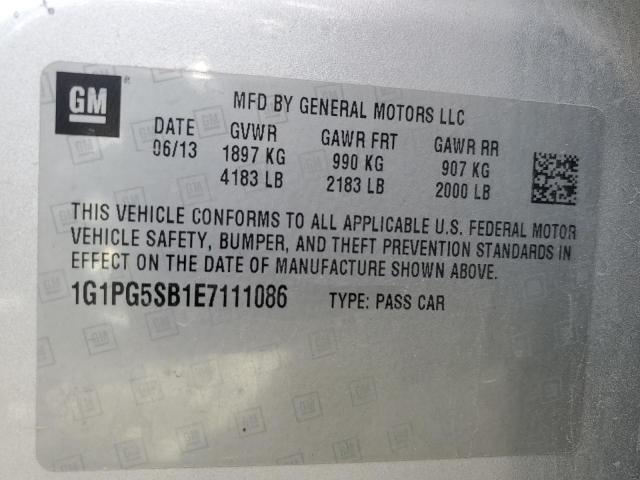 GM
MFD BY GENERAL MOTORS LLC
DATE GVWR GAWR FRT GAWR RR
06/13 1897 KG 990 KG 907 KG
4183 LB 2183 LB 2000 LB
THIS VEHICLE CONFORMS TO ALL APPLICABLE U.S. FEDERAL MOTOR
VEHICLE SAFETY, BUMPER, AND THEFT PREVENTION STANDARDS IN
EFFECT ON THE DATE OF MANUFACTURE SHOWN ABOVE.
1G1PG5SB1E7111086 TYPE: PASS CAR